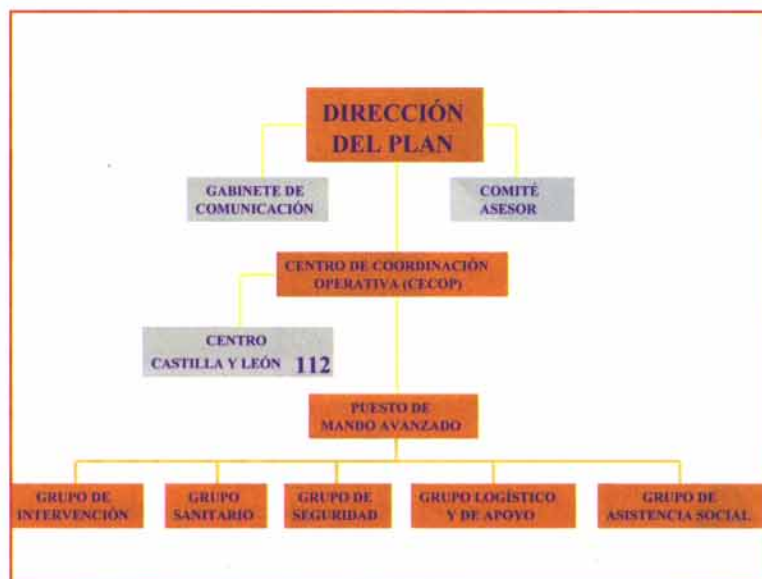 DIRECCIÓN
DEL PLAN
GABINETE DE
COMUNICACIÓN
COMITÉ
ASESOR
CENTRO DE COORDINACIÓN
OPERATIVA (CECOP)
CENTRO
CASTILLA Y LEÓN 112
PUESTO DE
MANDO AVANZADO
GRUPO DE
INTERVENCIÓN
GRUPO
SANITARIO
GRUPO DE
SEGURIDAD
GRUPO LOGÍSTICO
Y DE APOYO
GRUPO DE
ASISTENCIA SOCIAL